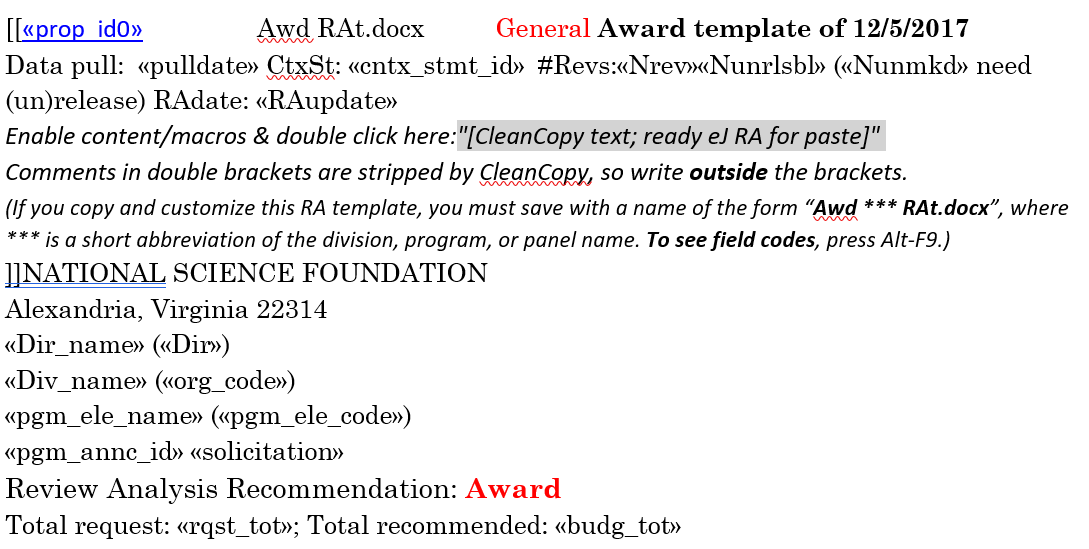 [[«prop_id0» Awd RAt.docx General Award template of 12/5/2017
Data pull: «pulldate» CtxSt: «cntx_stmt_id» #Revs:«Nrev»«Nunrlsbl» («Nunmkd» need
(un)release) RAdate: «RAupdate»
Enable content/macros & double click here:"[CleanCopy text; ready eJ RA for paste]"
Comments in double brackets are stripped by CleanCopy, so write outside the brackets.
(If you copy and customize this RA template, you must save with a name of the form “Awd *** RAt.docx”, where
*** is a short abbreviation of the division, program, or panel name. To see field codes, press Alt-F9.)
]]NATIONAL SCIENCE FOUNDATION
Alexandria, Virginia 22314
«Dir_name» («Dir»)
«Div_name» («org_code»)
«pgm_ele_name» («pgm_ele_code»)
«pgm_annc_id» «solicitation»
Review Analysis Recommendation: Award
Total request: «rqst_tot»; Total recommended: «budg_tot»